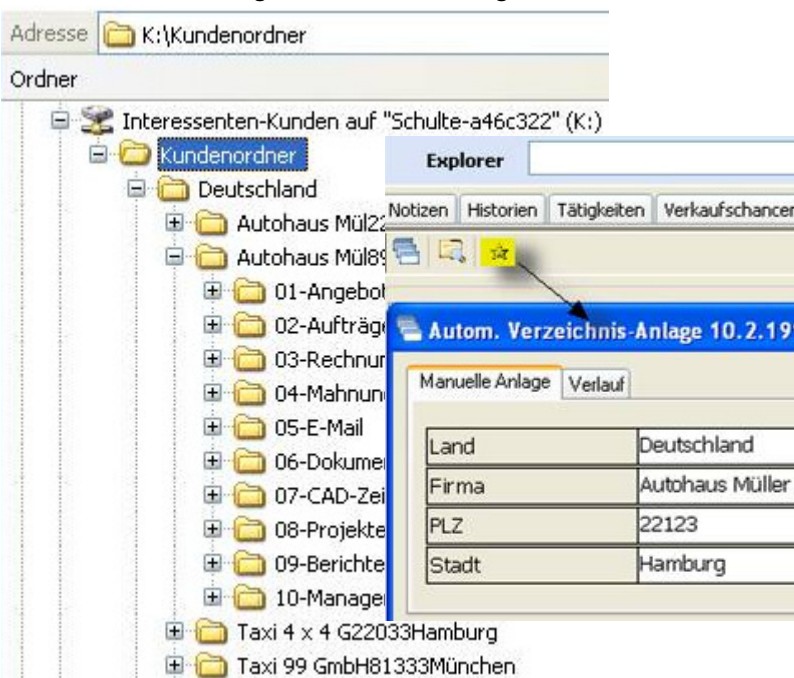 Adresse K:\Kundenordner
Ordner
Interessenten-Kunden auf "Schulte-a46c322" (K:)
Kundenordner
Deutschland
Autohaus Mül22
Autohaus Mül89
01-Angebot
02-Aufträge
03-Rechnun
04-Mahnun
05-E-Mail
06-Dokume
07-CAD-Zei
08-Projekte
09-Berichte
10-Manage
Taxi 4 x 4 G22033Hamburg
Taxi 99 GmbH81333München
Explorer
Notizen Historien Tätigkeiten Verkaufschancen
Autom. Verzeichnis-Anlage 10.2.19
Manuelle Anlage Verlauf
Land Deutschland
Firma Autohaus Müller
PLZ 22123
Stadt Hamburg